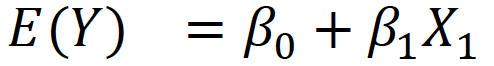 E(Y) = β₀ + β₁X₁